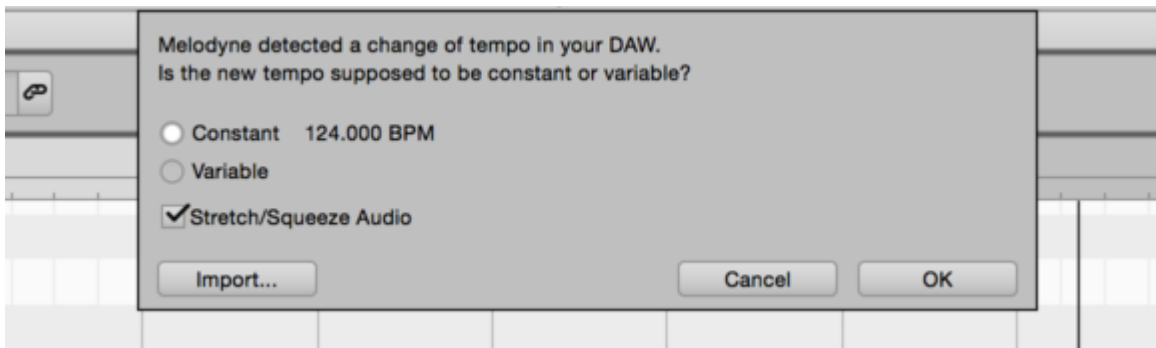 Melodyne detected a change of tempo in your DAW.
Is the new tempo supposed to be constant or variable?
Constant 124.000 BPM
Variable
Stretch/Squeeze Audio
Import... Cancel OK